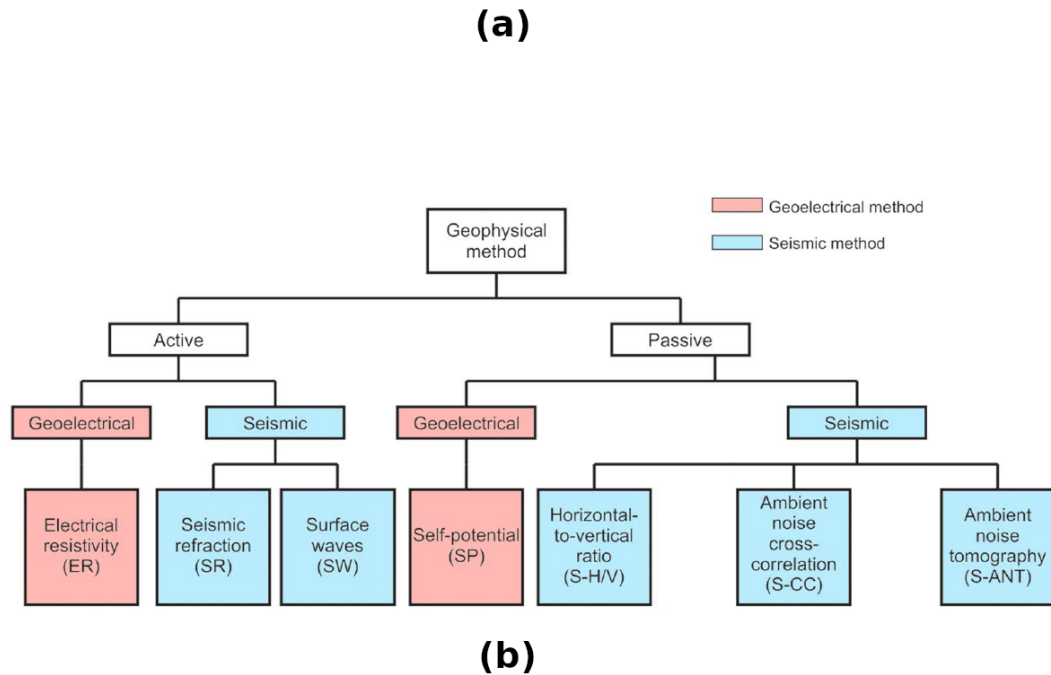 (a)
Geoelectrical method
Seismic method
Geophysical
method
Active
Passive
Geoelectrical
Seismic
Geoelectrical
Seismic
Electrical
resistivity
(ER)
Seismic
refraction
(SR)
Surface
waves
(SW)
Self-potential
(SP)
Horizontal-
to-vertical
ratio
(S-H/V)
Ambient
noise
cross-
correlation
(S-CC)
Ambient
noise
tomography
(S-ANT)
(b)